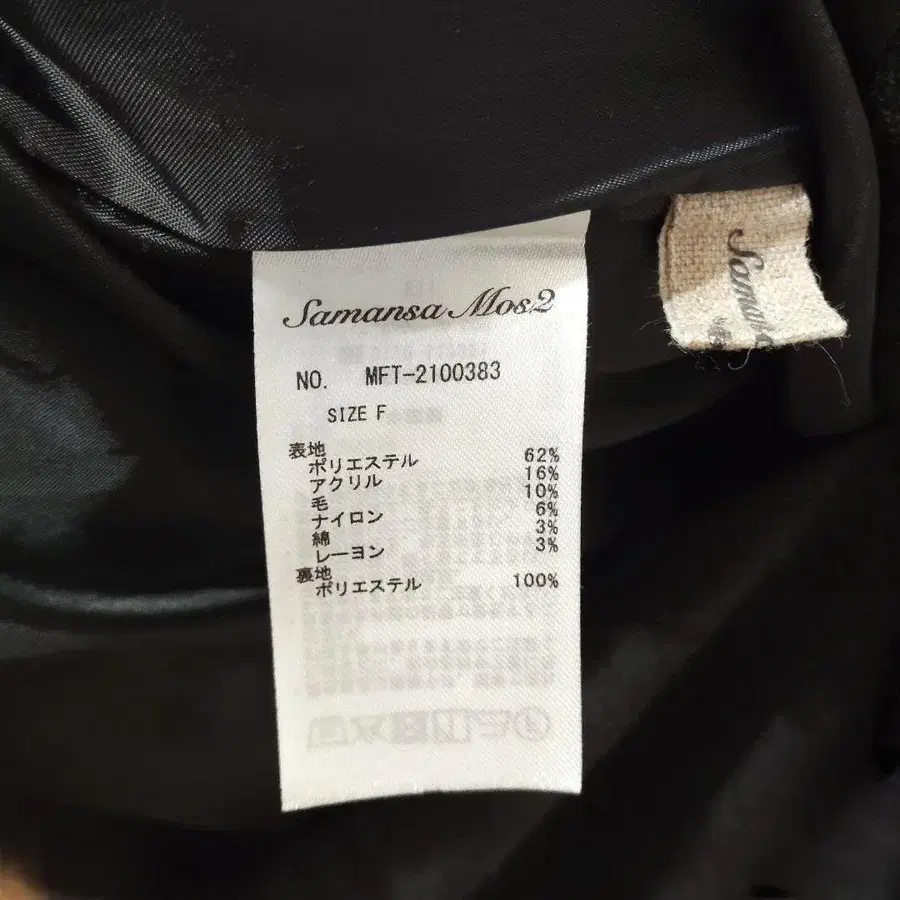 Samansa Mos2
NO. MFT-2100383
SIZE F
表地
ポリエステル 62%
アクリル 16%
毛 10%
ナイロン 6%
綿 3%
レーヨン 3%
裏地
ポリエステル 100%